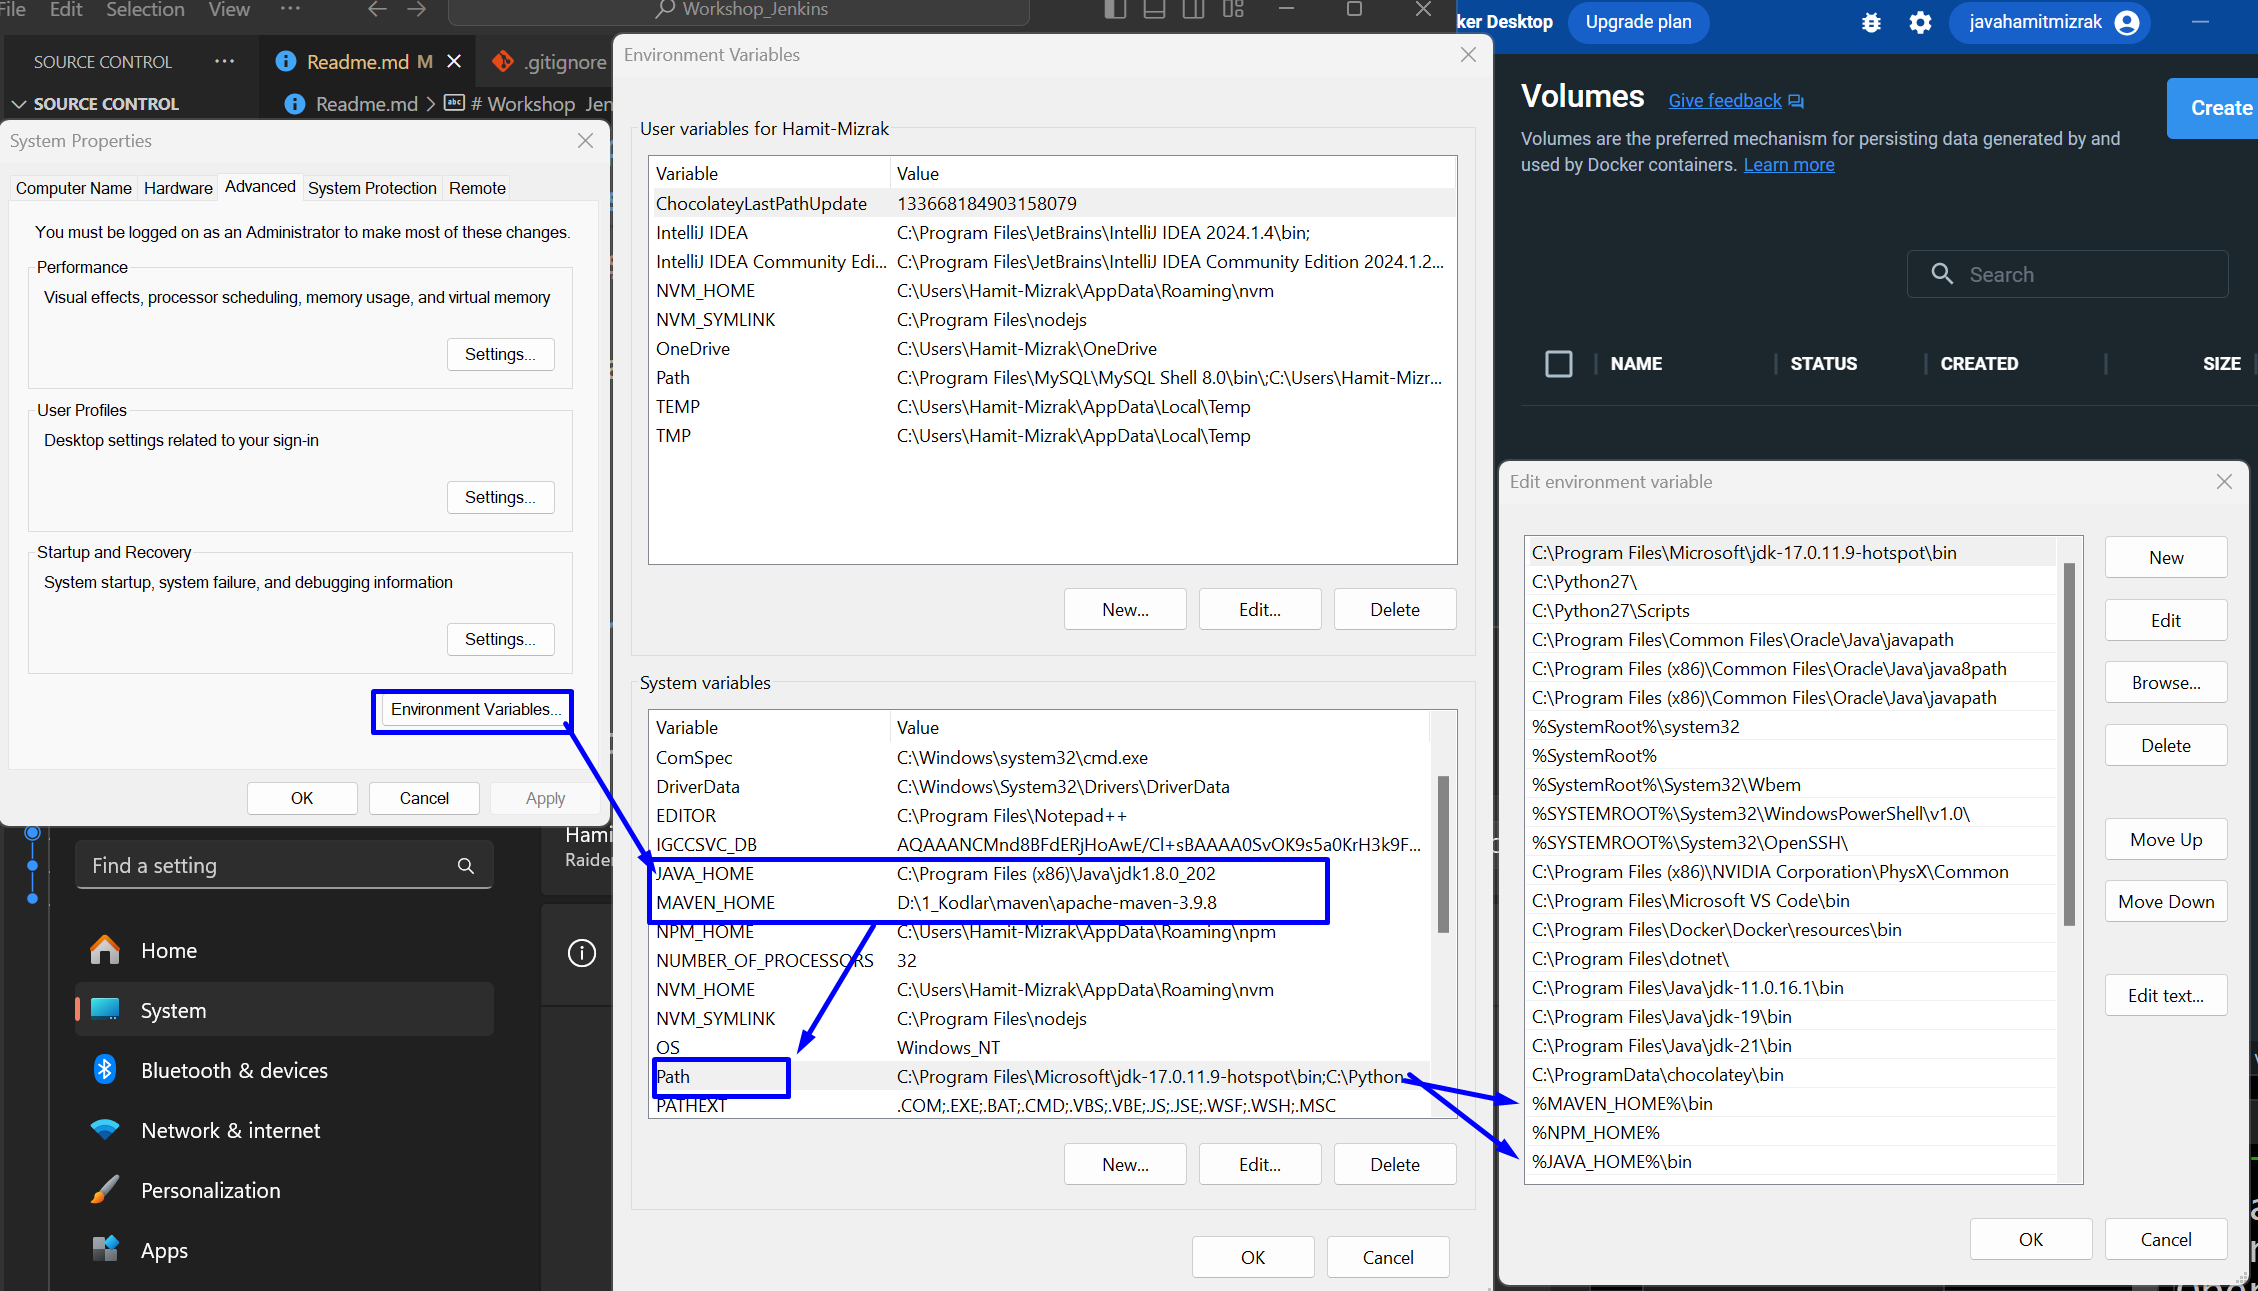 File Edit Selection View ···
Workshop_Jenkins
SOURCE CONTROL ···
Readme.md M
.gitignore
SOURCE CONTROL
Readme.md > # Workshop_Jen
System Properties
Computer Name Hardware Advanced System Protection Remote
You must be logged on as an Administrator to make most of these changes.
Performance
Visual effects, processor scheduling, memory usage, and virtual memory
Settings...
User Profiles
Desktop settings related to your sign-in
Settings...
Startup and Recovery
System startup, system failure, and debugging information
Settings...
Environment Variables...
OK Cancel Apply
Hami
Raider
Find a setting
Home
System
Bluetooth & devices
Network & internet
Personalization
Apps
Environment Variables
User variables for Hamit-Mizrak
Variable Value
ChocolateyLastPathUpdate 133668184903158079
IntelliJ IDEA C:\Program Files\JetBrains\IntelliJ IDEA 2024.1.4\bin;
IntelliJ IDEA Community Edi... C:\Program Files\JetBrains\IntelliJ IDEA Community Edition 2024.1.2...
NVM_HOME C:\Users\Hamit-Mizrak\AppData\Roaming\nvm
NVM_SYMLINK C:\Program Files\nodejs
OneDrive C:\Users\Hamit-Mizrak\OneDrive
Path C:\Program Files\MySQL\MySQL Shell 8.0\bin\;C:\Users\Hamit-Mizr...
TEMP C:\Users\Hamit-Mizrak\AppData\Local\Temp
TMP C:\Users\Hamit-Mizrak\AppData\Local\Temp
New... Edit... Delete
System variables
Variable Value
ComSpec C:\Windows\system32\cmd.exe
DriverData C:\Windows\System32\Drivers\DriverData
EDITOR C:\Program Files\Notepad++
IGCCSVC_DB AQAAANCMnd8BFdERjHoAwE/Cl+sBAAAA0SvOK9s5a0KrH3k9F...
JAVA_HOME C:\Program Files (x86)\Java\jdk1.8.0_202
MAVEN_HOME D:\1_Kodlar\maven\apache-maven-3.9.8
NPM_HOME C:\Users\Hamit-Mizrak\AppData\Roaming\npm
NUMBER_OF_PROCESSORS 32
NVM_HOME C:\Users\Hamit-Mizrak\AppData\Roaming\nvm
NVM_SYMLINK C:\Program Files\nodejs
OS Windows_NT
Path C:\Program Files\Microsoft\jdk-17.0.11.9-hotspot\bin;C:\Python
PATHEXT .COM;.EXE;.BAT;.CMD;.VBS;.VBE;.JS;.JSE;.WSF;.WSH;.MSC
New... Edit... Delete
OK Cancel
ker Desktop Upgrade plan javahamitmizrak
Volumes Give feedback
Create
Volumes are the preferred mechanism for persisting data generated by and
used by Docker containers. Learn more
Search
NAME STATUS CREATED SIZE
Edit environment variable
C:\Program Files\Microsoft\jdk-17.0.11.9-hotspot\bin
C:\Python27\
C:\Python27\Scripts
C:\Program Files\Common Files\Oracle\Java\javapath
C:\Program Files (x86)\Common Files\Oracle\Java\java8path
C:\Program Files (x86)\Common Files\Oracle\Java\javapath
%SystemRoot%\system32
%SystemRoot%
%SystemRoot%\System32\Wbem
%SYSTEMROOT%\System32\WindowsPowerShell\v1.0\
%SYSTEMROOT%\System32\OpenSSH\
C:\Program Files (x86)\NVIDIA Corporation\PhysX\Common
C:\Program Files\Microsoft VS Code\bin
C:\Program Files\Docker\Docker\resources\bin
C:\Program Files\dotnet\
C:\Program Files\Java\jdk-11.0.16.1\bin
C:\Program Files\Java\jdk-19\bin
C:\Program Files\Java\jdk-21\bin
C:\ProgramData\chocolatey\bin
%MAVEN_HOME%\bin
%NPM_HOME%
%JAVA_HOME%\bin
New
Edit
Browse...
Delete
Move Up
Move Down
Edit text...
OK Cancel